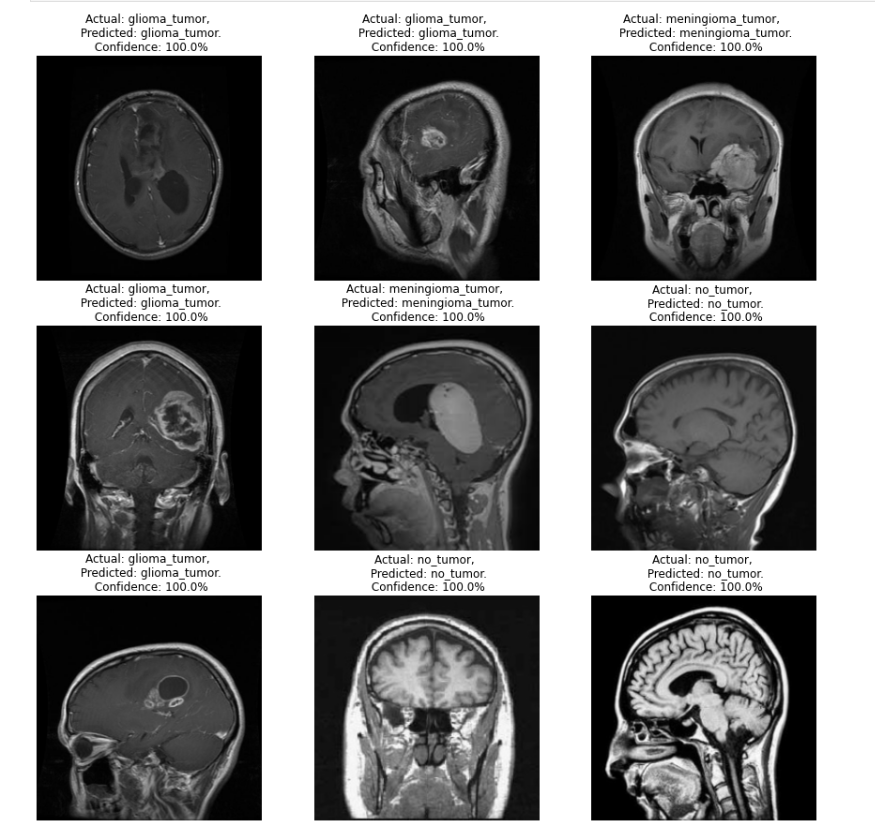 Actual: glioma_tumor,
Predicted: glioma_tumor.
Confidence: 100.0%
Actual: glioma_tumor,
Predicted: glioma_tumor.
Confidence: 100.0%
Actual: meningioma_tumor,
Predicted: meningioma_tumor.
Confidence: 100.0%
Actual: glioma_tumor,
Predicted: glioma_tumor.
Confidence: 100.0%
Actual: meningioma_tumor,
Predicted: meningioma_tumor.
Confidence: 100.0%
Actual: no_tumor,
Predicted: no_tumor.
Confidence: 100.0%
Actual: glioma_tumor,
Predicted: glioma_tumor.
Confidence: 100.0%
Actual: no_tumor,
Predicted: no_tumor.
Confidence: 100.0%
Actual: no_tumor,
Predicted: no_tumor.
Confidence: 100.0%